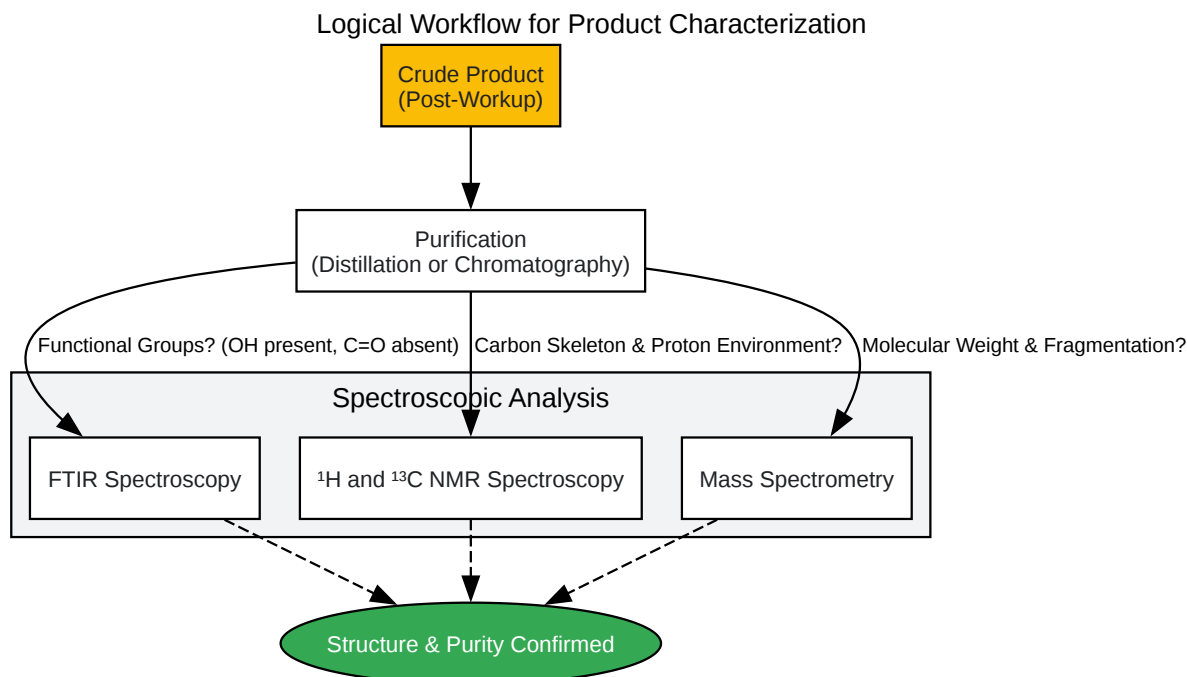 Logical Workflow for Product Characterization
Crude Product
(Post-Workup)
Purification
(Distillation or Chromatography)
Functional Groups? (OH present, C=O absent)
Carbon Skeleton & Proton Environment?
Molecular Weight & Fragmentation?
Spectroscopic Analysis
FTIR Spectroscopy
¹H and ¹³C NMR Spectroscopy
Mass Spectrometry
Structure & Purity Confirmed